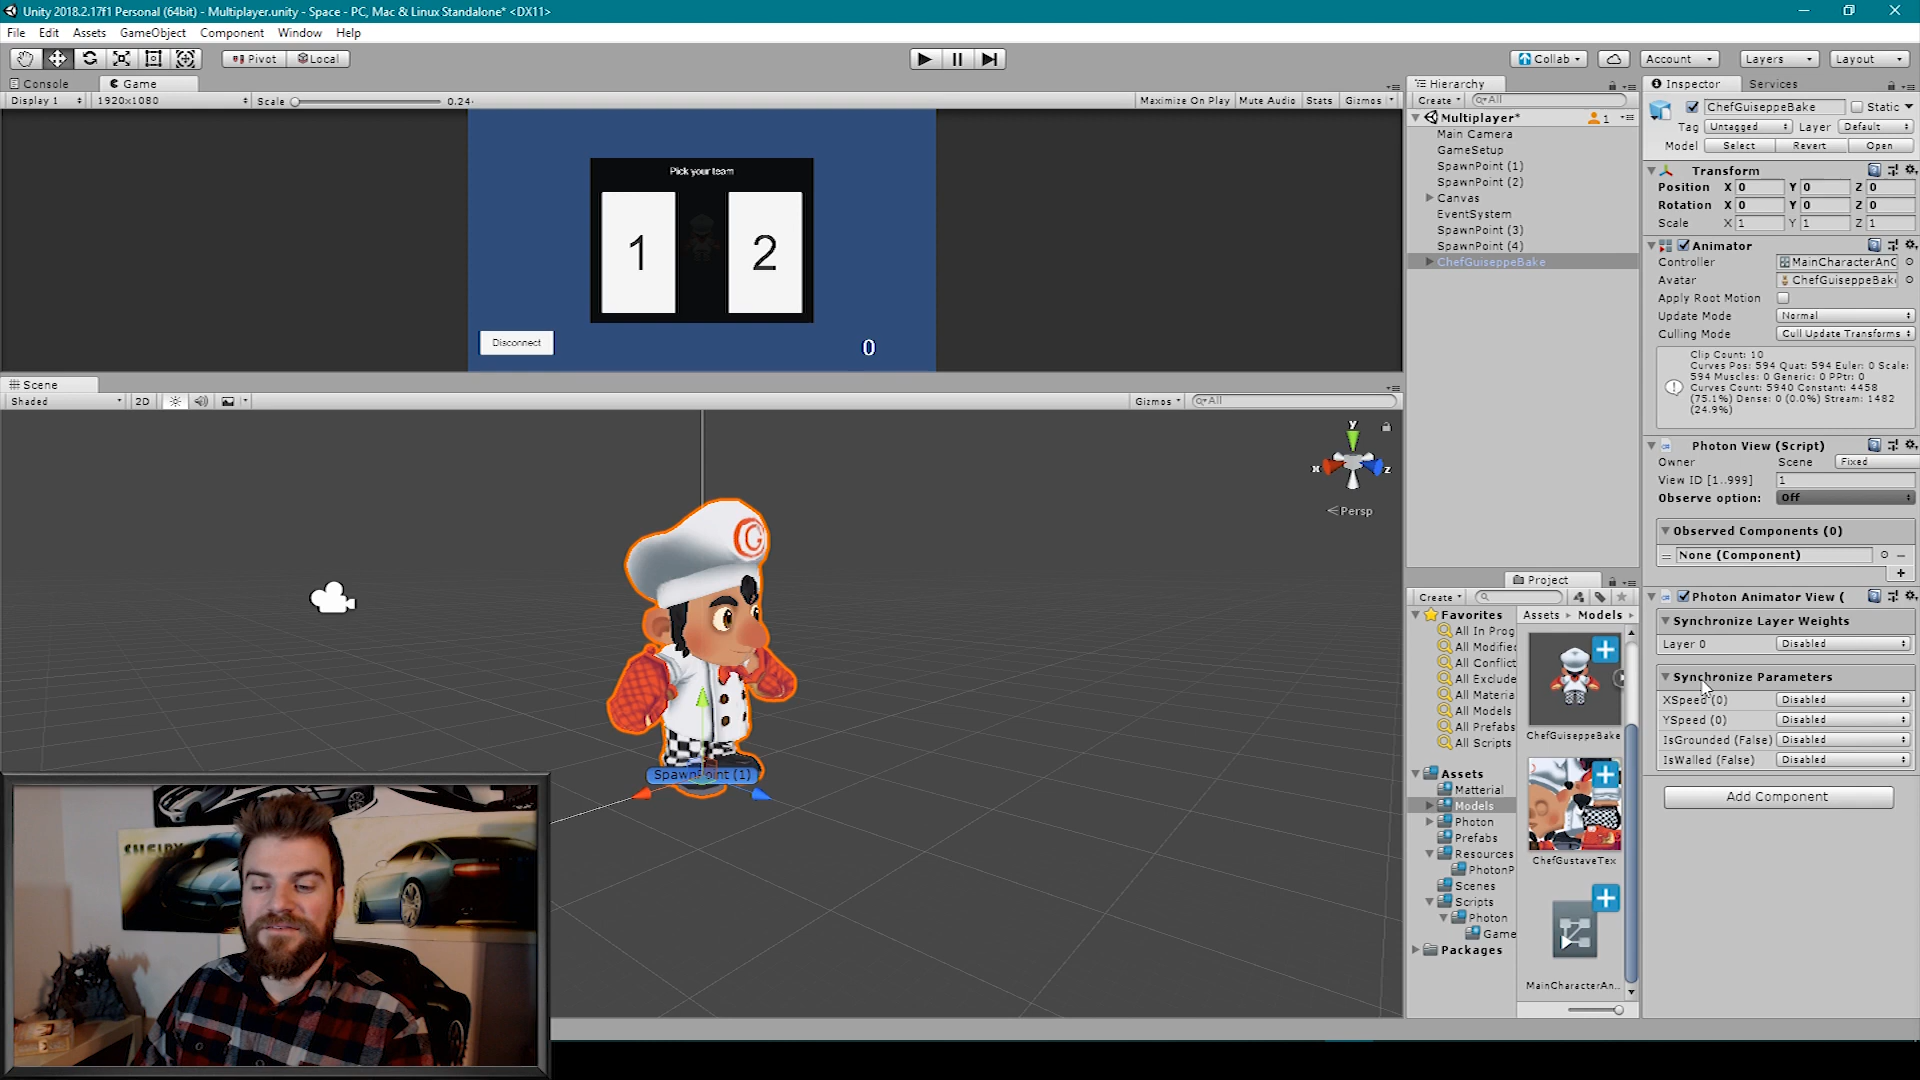 Unity 2018.2.17f1 Personal (64bit) - Multiplayer.unity - Space - PC, Mac & Linux Standalone* <DX11>
File Edit Assets GameObject Component Window Help
Pivot Local
Collab Account Layers Layout
Console Game
Display 1 1920x1080 Scale 0.24
Maximize On Play Mute Audio Stats Gizmos
Pick your team
1 2
Disconnect
0
Scene
Shaded 2D Gizmos All
y
x z
Persp
SpawnPoint (1)
SHELBY
Hierarchy
Create All
Multiplayer* 1
Main Camera
GameSetup
SpawnPoint (1)
SpawnPoint (2)
Canvas
EventSystem
SpawnPoint (3)
SpawnPoint (4)
ChefGuiseppeBake
Project
Create
Favorites
All In Prog
All Modified
All Conflict
All Exclude
All Materia
All Models
All Prefabs
All Scripts
Assets
Matterial
Models
Photon
Prefabs
Resources
PhotonP
Scenes
Scripts
Photon
Game
Packages
Assets Models
ChefGuiseppeBake
ChefGustaveTex
MainCharacterAn...
Inspector Services
ChefGuiseppeBake Static
Tag Untagged Layer Default
Model Select Revert Open
Transform
Position X 0 Y 0 Z 0
Rotation X 0 Y 0 Z 0
Scale X 1 Y 1 Z 1
Animator
Controller MainCharacterAnC
Avatar ChefGuiseppeBak
Apply Root Motion
Update Mode Normal
Culling Mode Cull Update Transforms
Clip Count: 10
Curves Pos: 594 Quat: 594 Euler: 0 Scale:
594 Muscles: 0 Generic: 0 PPtr: 0
Curves Count: 5940 Constant: 4458
(75.1%) Dense: 0 (0.0%) Stream: 1482
(24.9%)
Photon View (Script)
Owner Scene Fixed
View ID [1..999] 1
Observe option: Off
Observed Components (0)
None (Component)
Photon Animator View (
Synchronize Layer Weights
Layer 0 Disabled
Synchronize Parameters
XSpeed (0) Disabled
YSpeed (0) Disabled
IsGrounded (False) Disabled
IsWalled (False) Disabled
Add Component